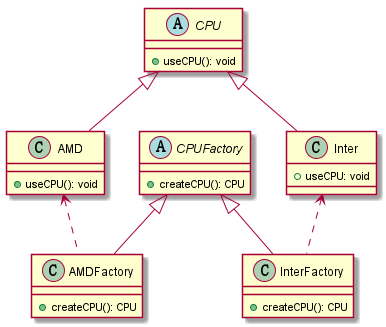 A CPU
useCPU(): void
C AMD
useCPU(): void
A CPUFactory
createCPU(): CPU
C Inter
useCPU: void
C AMDFactory
createCPU(): CPU
C InterFactory
createCPU(): CPU